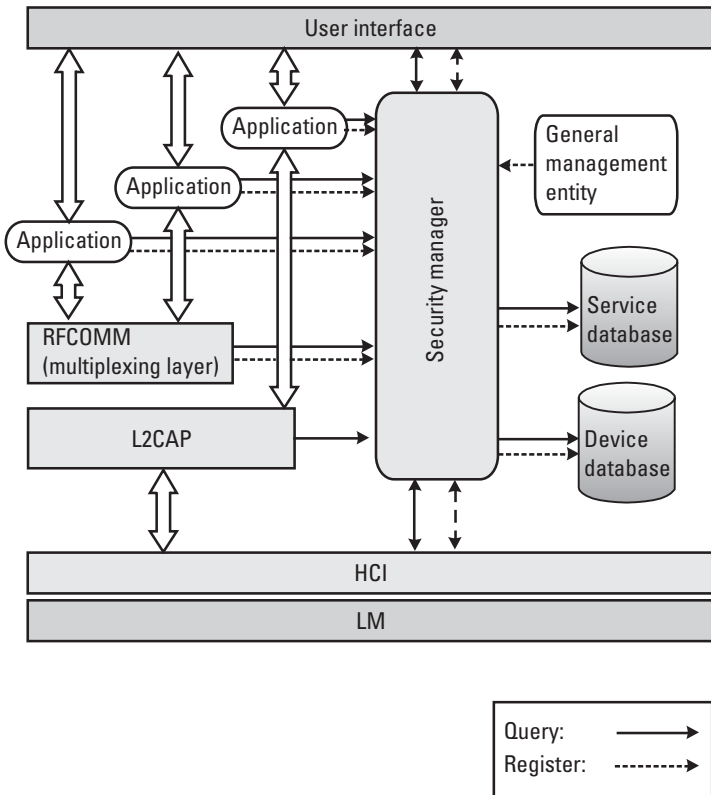 User interface
Application
Application
Application
Security manager
General
management
entity
Service
database
RFCOMM
(multiplexing layer)
L2CAP
Device
database
HCI
LM
Query:
Register: